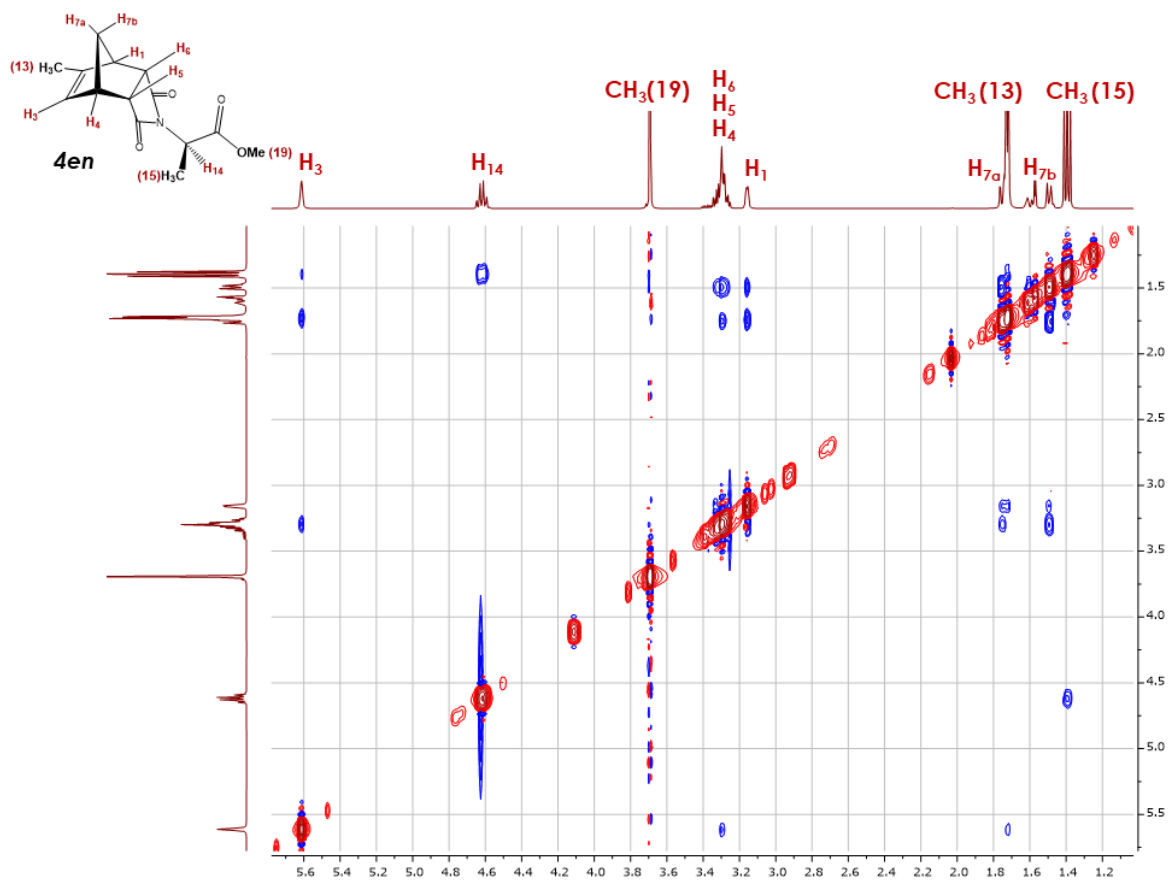 H7a H7b
H1
H6
(13) H3C
H5
O
H3
H4
O
O
N
OMe (19)
4en
H14
(15)H3C
H3
H14
CH3(19)
H6
H5
H4
H1
CH3(13)
H7a
H7b
CH3(15)
1.5
2.0
2.5
3.0
3.5
4.0
4.5
5.0
5.5
5.6 5.4 5.2 5.0 4.8 4.6 4.4 4.2 4.0 3.8 3.6 3.4 3.2 3.0 2.8 2.6 2.4 2.2 2.0 1.8 1.6 1.4 1.2